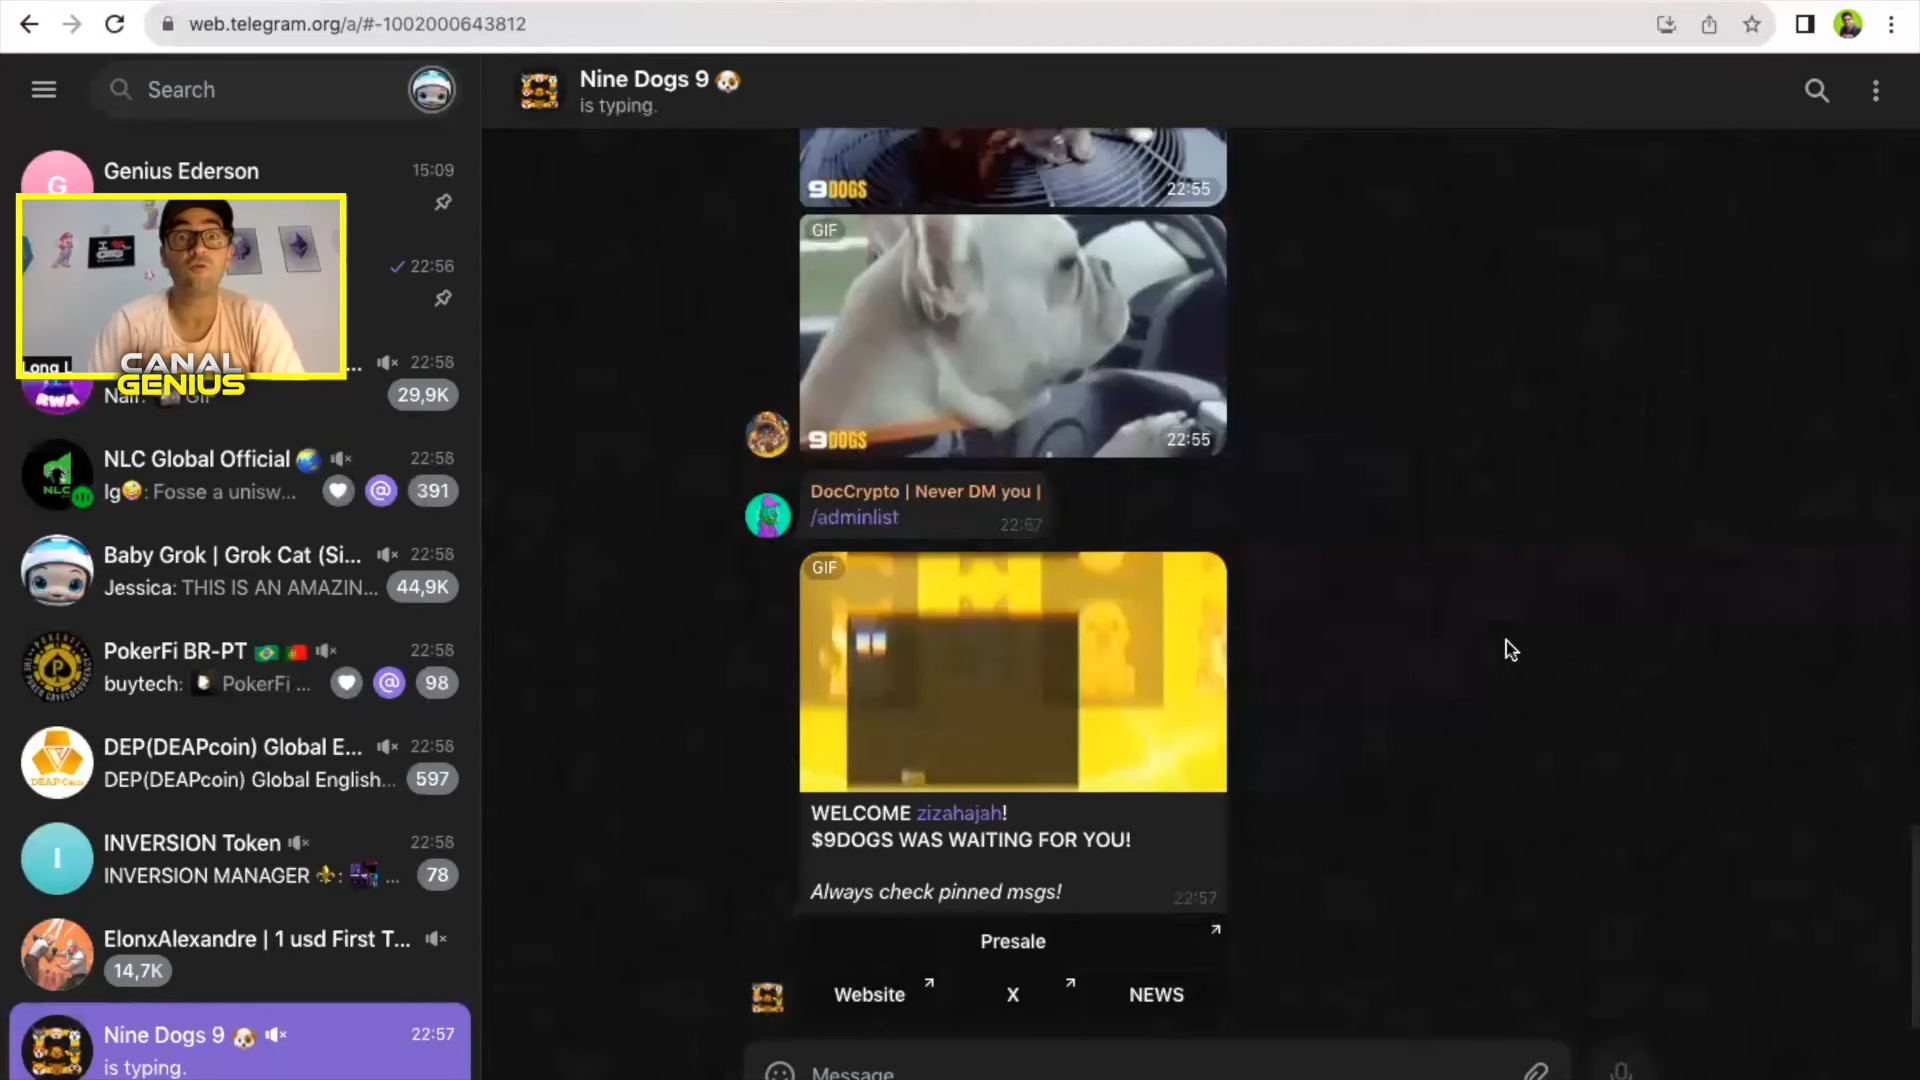 web.telegram.org/a/#-1002000643812
Search
Genius Ederson
15:09
G
22:56
CANAL
GENIUS
22:58
RWA
29,9K
NLC Global Official
22:58
NLC
Ig🤪: Fosse a unisw...
@
391
Baby Grok | Grok Cat (Si...
22:58
Jessica: THIS IS AN AMAZIN...
44,9K
PokerFi BR-PT
22:58
buytech: PokerFi ...
@
98
DEP(DEAPcoin) Global E...
22:58
DEAPCoin
DEP(DEAPcoin) Global English...
597
I
INVERSION Token
22:58
INVERSION MANAGER ⚜: ...
78
ElonxAlexandre | 1 usd First T...
14,7K
Nine Dogs 9
22:57
is typing.
Nine Dogs 9
is typing.
9DOGS
22:55
GIF
9DOGS
22:55
DocCrypto | Never DM you |
/adminlist
22:57
GIF
WELCOME zizahajah!
$9DOGS WAS WAITING FOR YOU!
Always check pinned msgs!
22:57
Presale
Website
X
NEWS
Message